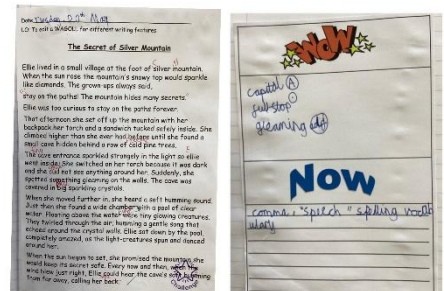 Date: Tuesday
LO: To edit a WAGOLL for different writing features
The Secret of Silver Mountain
Ellie lived in a small village at the foot of silver mountain.
When the sun rose the mountain's snowy top would sparkle
like diamonds. The grown-ups always said,
stay on the paths! The mountain hides many secrets.
Ellie was too curious to stay on the paths forever.
That afternoon she set off up the mountain with her
backpack her torch and a sandwich tucked safely inside. She
climbed higher than she ever had before until she found a
small cave hidden behind a row of cold pine trees.
The cave entrance sparkled strangely in the light so ellie
went inside. She switched on her torch because it was dark
and she not see anything around her. Suddenly, she
spotted something gleaming on the walls. The cave was
covered in big sparkling crystals.
When she moved further in, she heard a soft humming sound.
Just then she found a wide chamber with a pool of clear
water. Floating above the water were tiny glowing creatures.
They twirled through the air, humming a gentle song that
echoed around the crystal walls. Ellie sat down by the pool
completely amazed, as the light-creatures spun and danced
around her.
When the sun began to set, she promised the mountain she
would keep its secret safe. Every now and then, when the
wind blew just right, Ellie could hear the cave's soft humming
from far away, calling her back.
Challenge
WOW
capital A
full stop
gleaming
NOW
comma, "speech" spelling